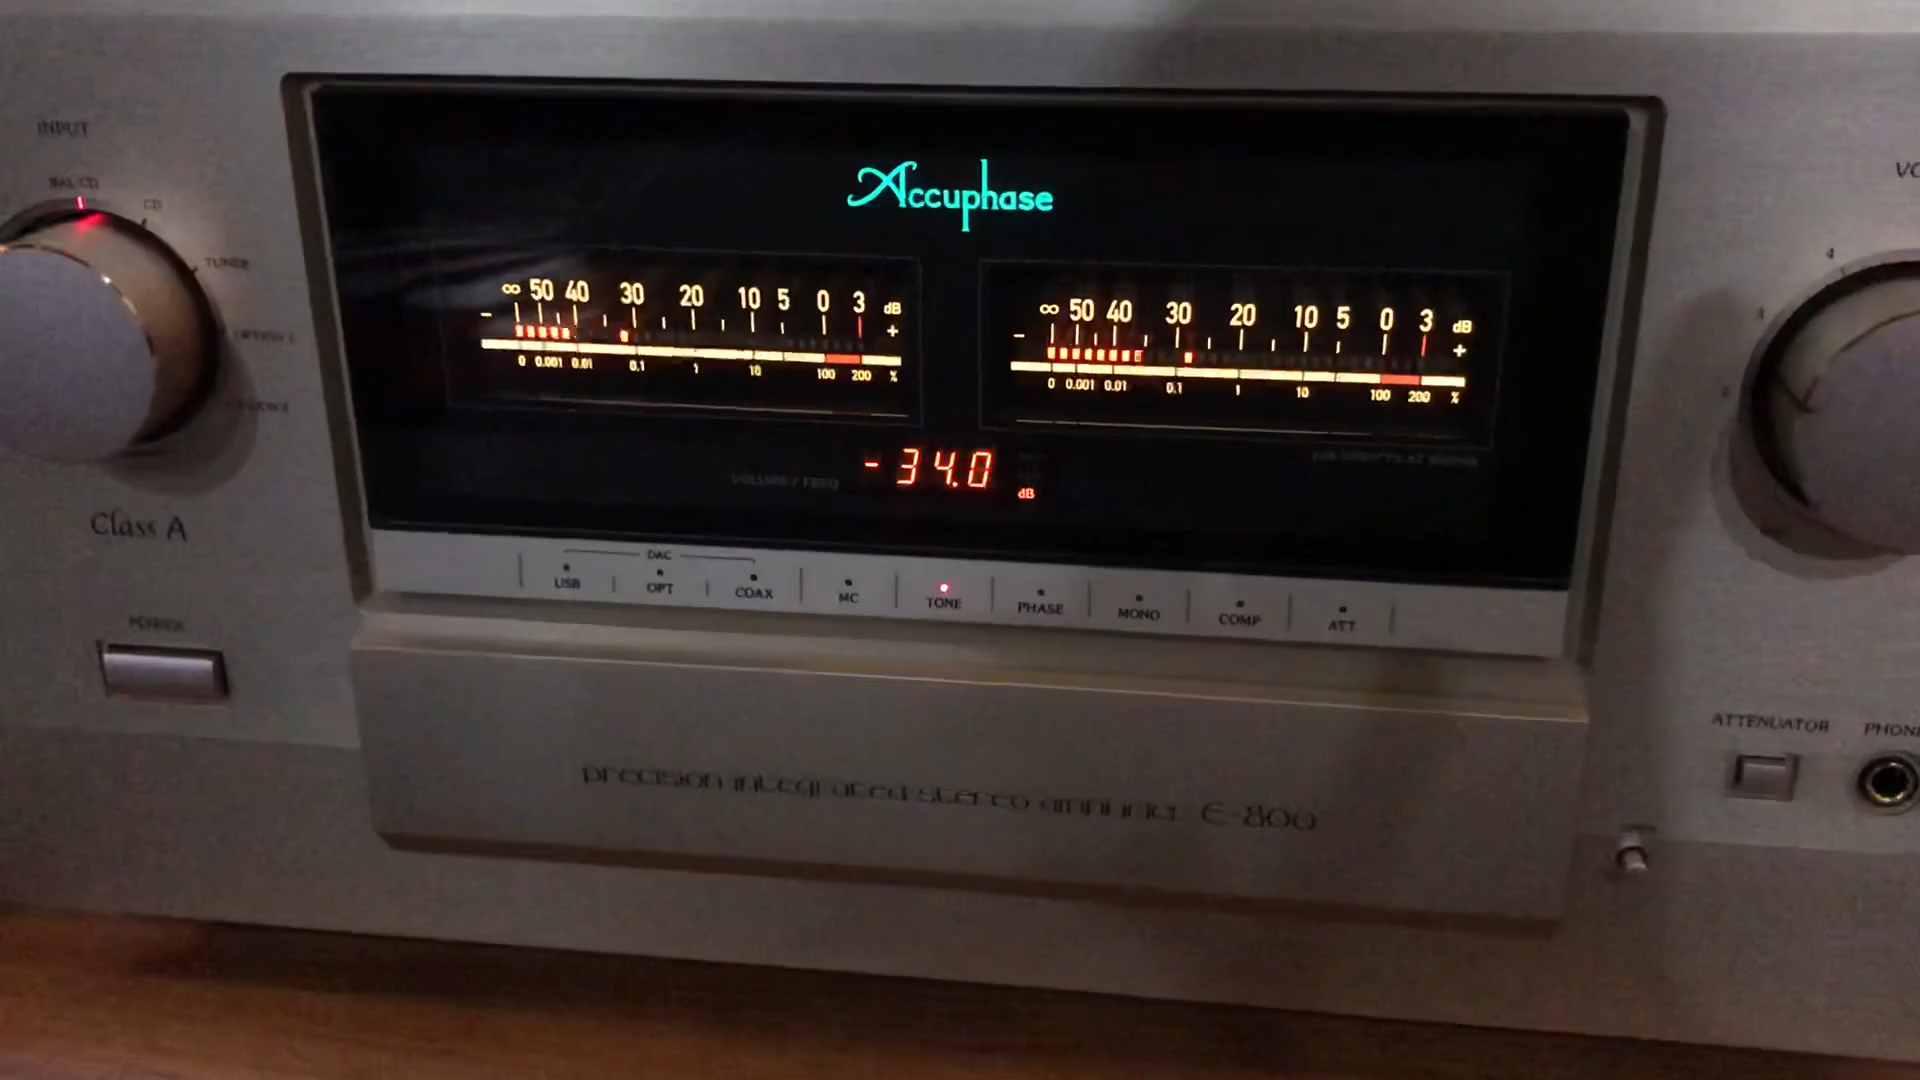 INPUT
BAL CD
CD
TUNER
Class A
POWER
Accuphase
∞ 50 40 30 20 10 5 0 3 dB
- +
0 0.001 0.01 0.1 1 10 100 200 %
∞ 50 40 30 20 10 5 0 3 dB
- +
0 0.001 0.01 0.1 1 10 100 200 %
VOLUME / FREQ -34.0 dB
DAC
USB OPT COAX MC TONE PHASE MONO COMP ATT
precision integrated stereo amplifier E-800
4
ATTENUATOR